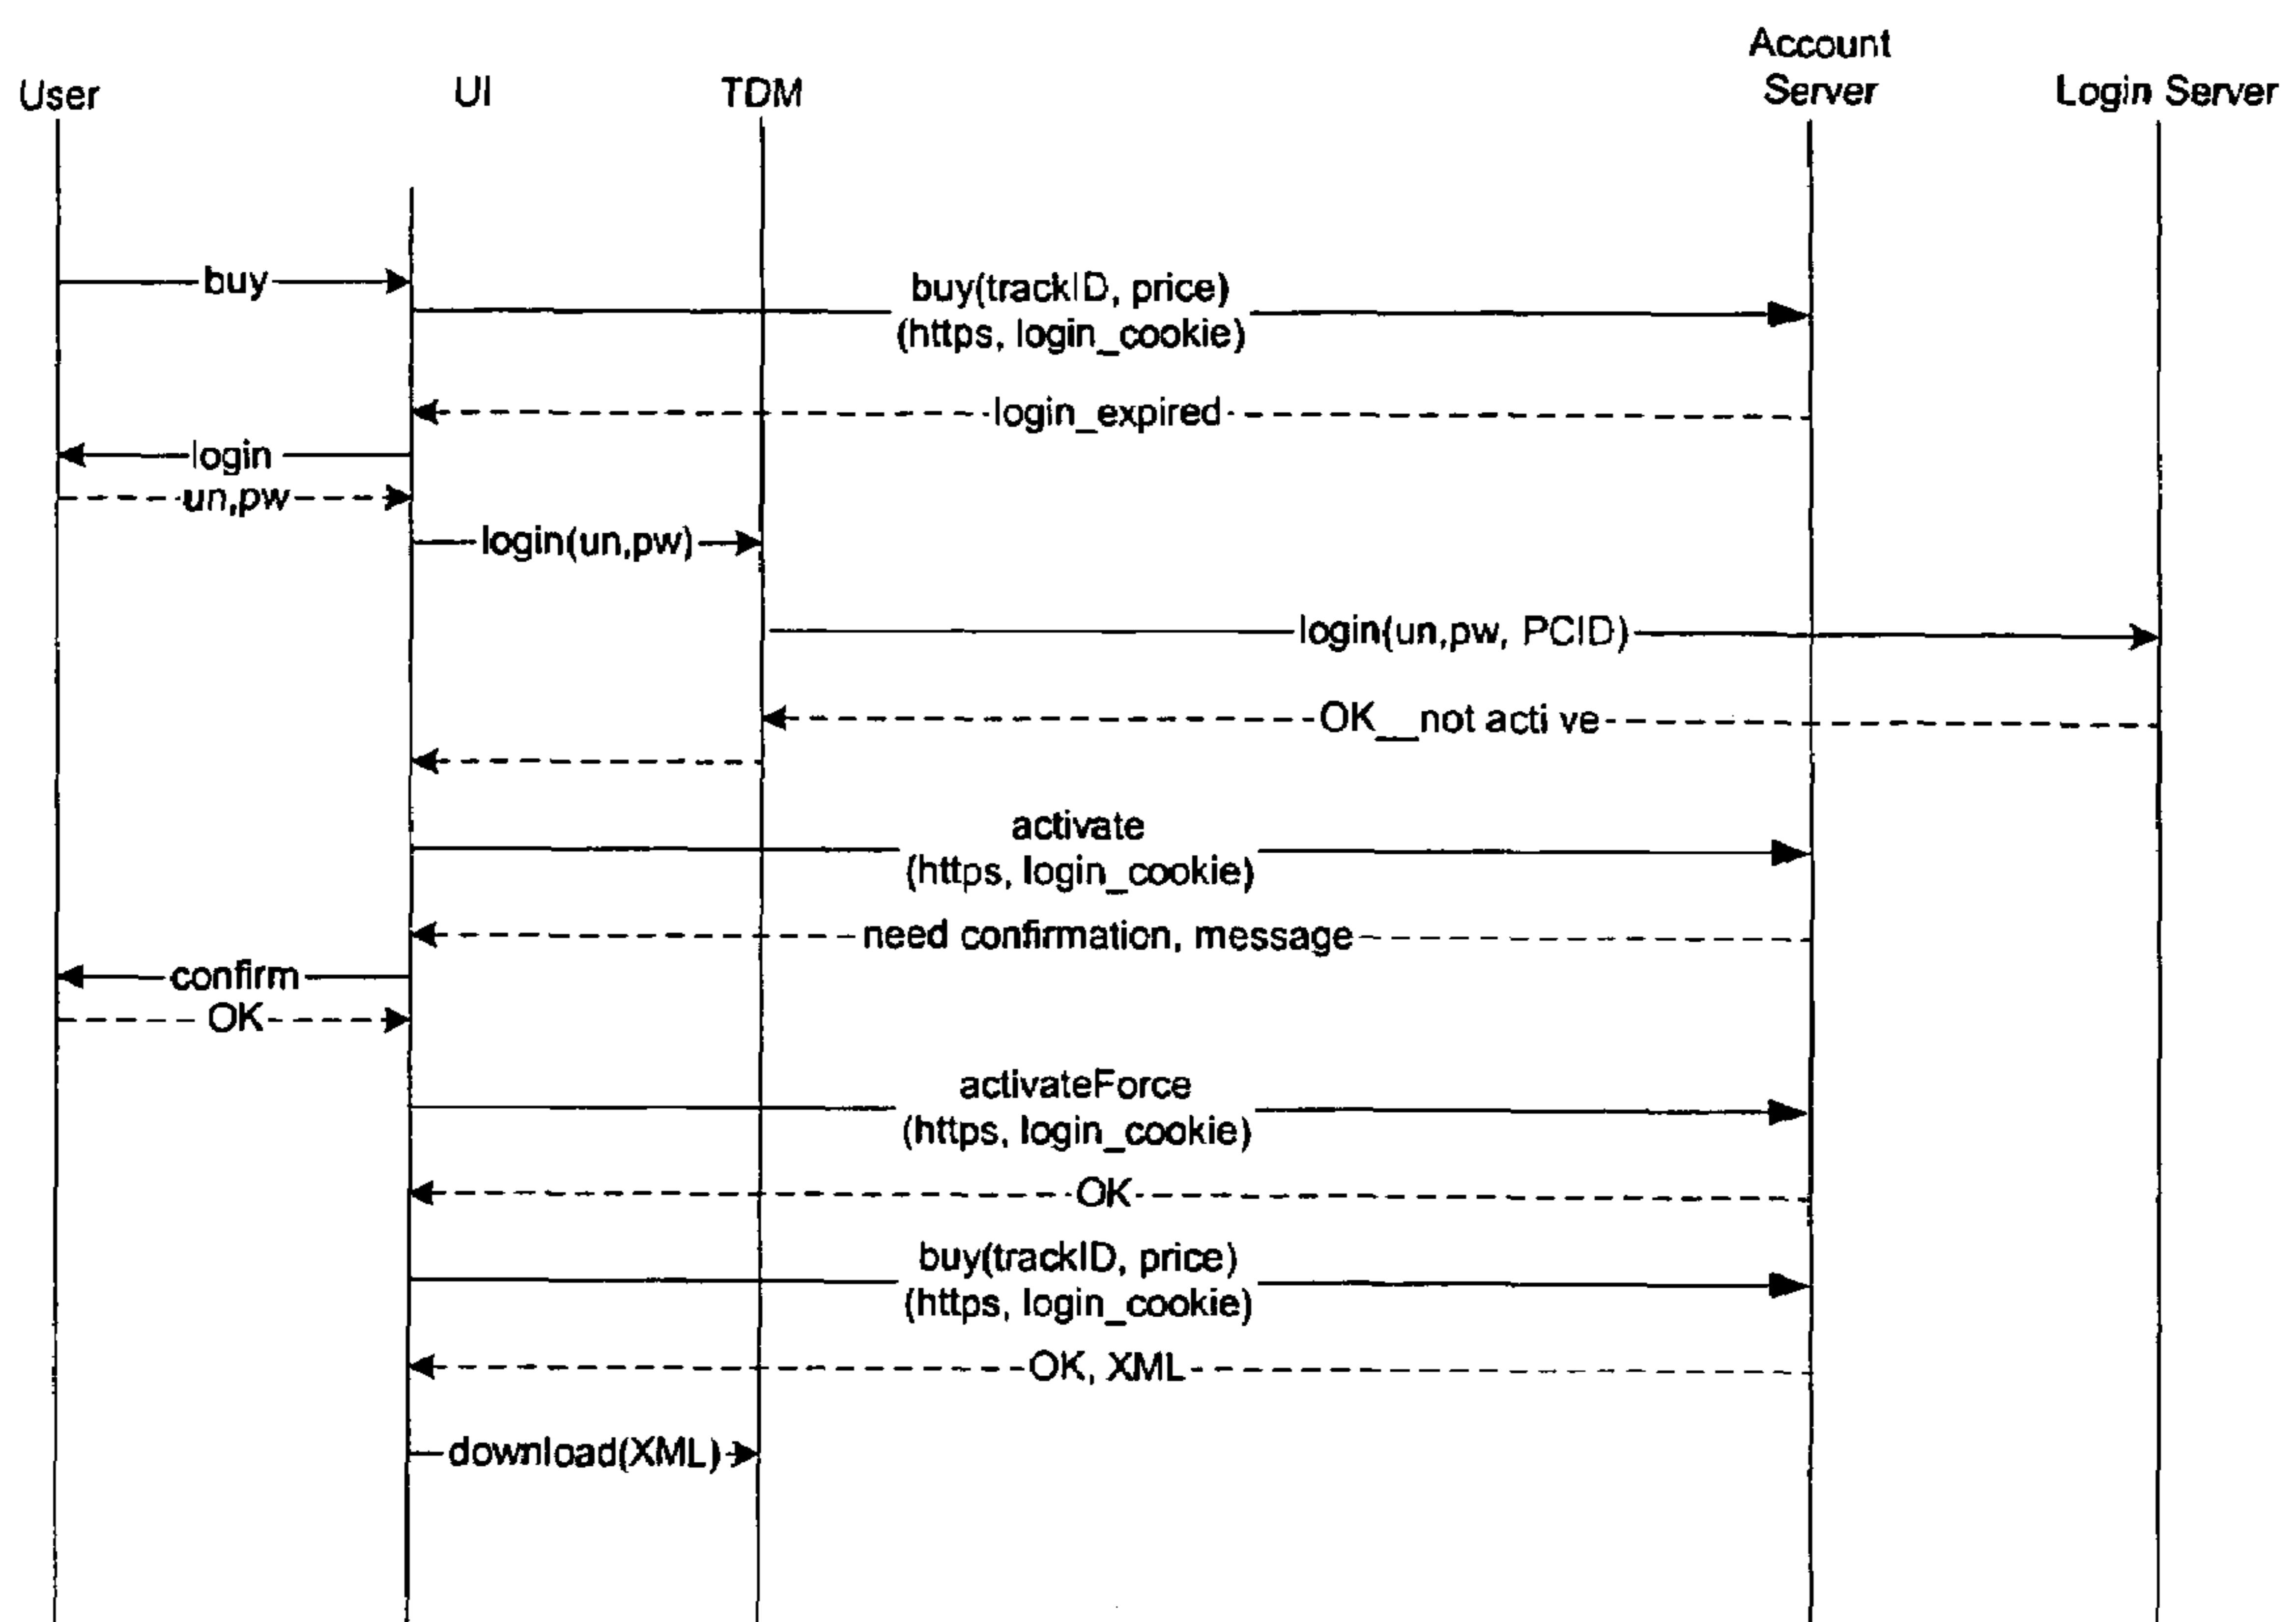 Account
Server
User
UI
TDM
Login Server
buy
buy(trackID, price)
(https, login_cookie)
login_expired
login
un,pw
login(un,pw)
login(un,pw, PCID)
OK__not acti ve
activate
(https, login_cookie)
need confirmation, message
confirm
OK
activateForce
(https, login_cookie)
OK
buy(trackID, price)
(https, login_cookie)
OK, XML
download(XML)